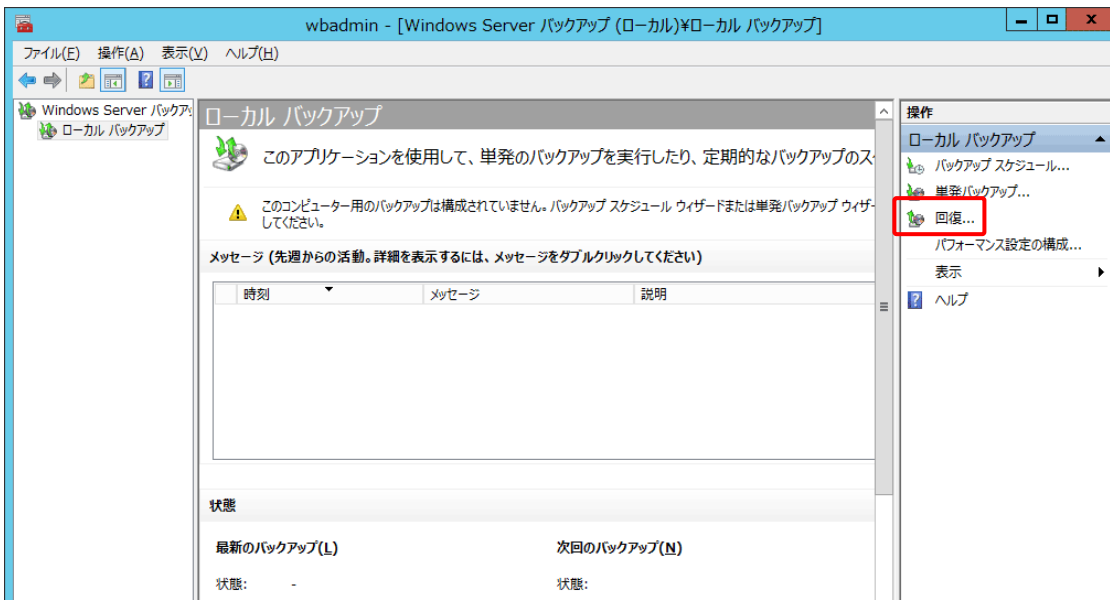 wbadmin - [Windows Server バックアップ (ローカル)¥ローカル バックアップ]
ファイル(F) 操作(A) 表示(V) ヘルプ(H)
Windows Server バックアッ
ローカル バックアップ
ローカル バックアップ
このアプリケーションを使用して、単発のバックアップを実行したり、定期的なバックアップのス
このコンピューター用のバックアップは構成されていません。バックアップ スケジュール ウィザードまたは単発バックアップ ウィザー
してください。
メッセージ (先週からの活動。詳細を表示するには、メッセージをダブルクリックしてください)
時刻 メッセージ 説明
状態
最新のバックアップ(L) 次回のバックアップ(N)
状態: - 状態:
操作
ローカル バックアップ
バックアップ スケジュール...
単発バックアップ...
回復...
パフォーマンス設定の構成...
表示
ヘルプ